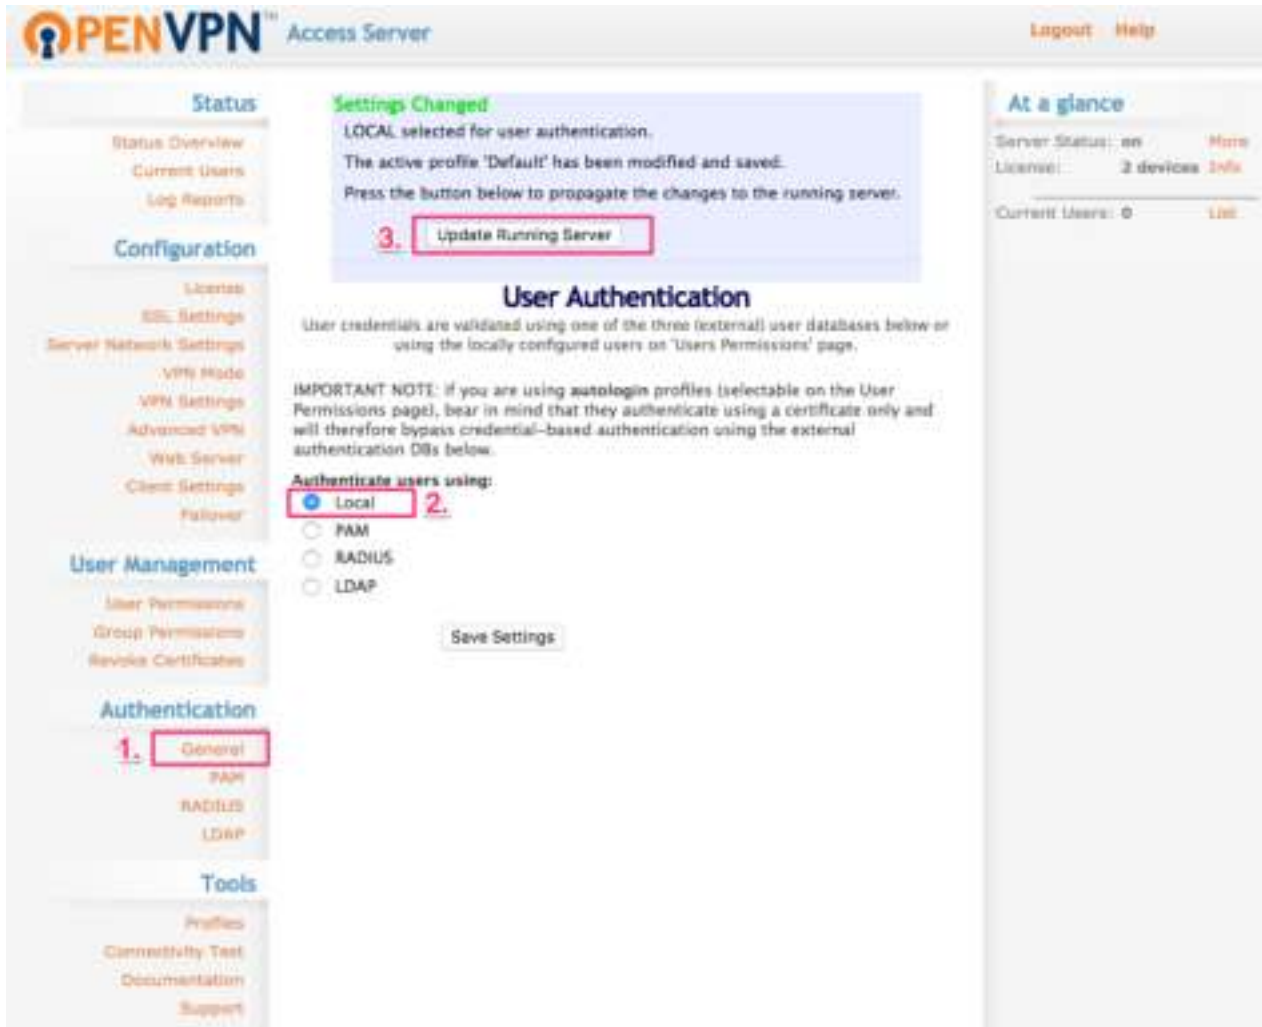 OPENVPN™ Access Server
Logout Help
Status
Status Overview
Current Users
Log Reports
Configuration
License
SSL Settings
Server Network Settings
VPN Mode
VPN Settings
Advanced VPN
Web Server
Client Settings
Failover
User Management
User Permissions
Group Permissions
Revoke Certificates
Authentication
1. General
PAM
RADIUS
LDAP
Tools
Profiles
Connectivity Test
Documentation
Support
Settings Changed
LOCAL selected for user authentication.
The active profile 'Default' has been modified and saved.
Press the button below to propagate the changes to the running server.
3. Update Running Server
User Authentication
User credentials are validated using one of the three (external) user databases below or
using the locally configured users on 'Users Permissions' page.
IMPORTANT NOTE: if you are using autologin profiles (selectable on the User
Permissions page), bear in mind that they authenticate using a certificate only and
will therefore bypass credential-based authentication using the external
authentication DBs below.
Authenticate users using:
Local 2.
PAM
RADIUS
LDAP
Save Settings
At a glance
Server Status: on More
License: 2 devices Info
Current Users: 0 List